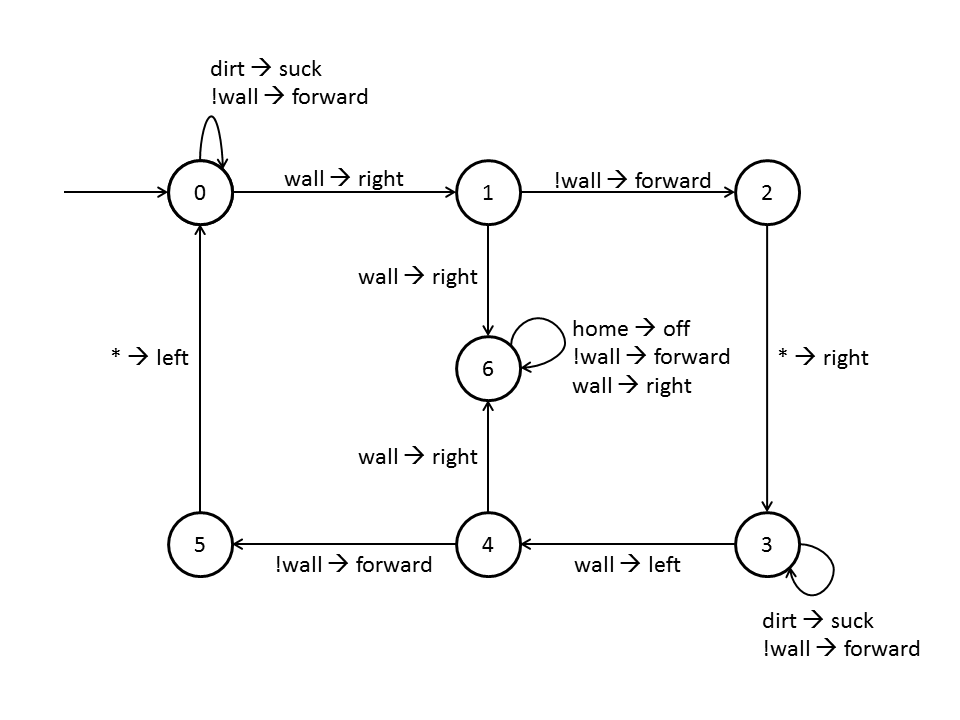 dirt → suck
!wall → forward
0
wall → right
1
!wall → forward
2
wall → right
* → left
6
home → off
!wall → forward
wall → right
* → right
wall → right
5
!wall → forward
4
wall → left
3
dirt → suck
!wall → forward